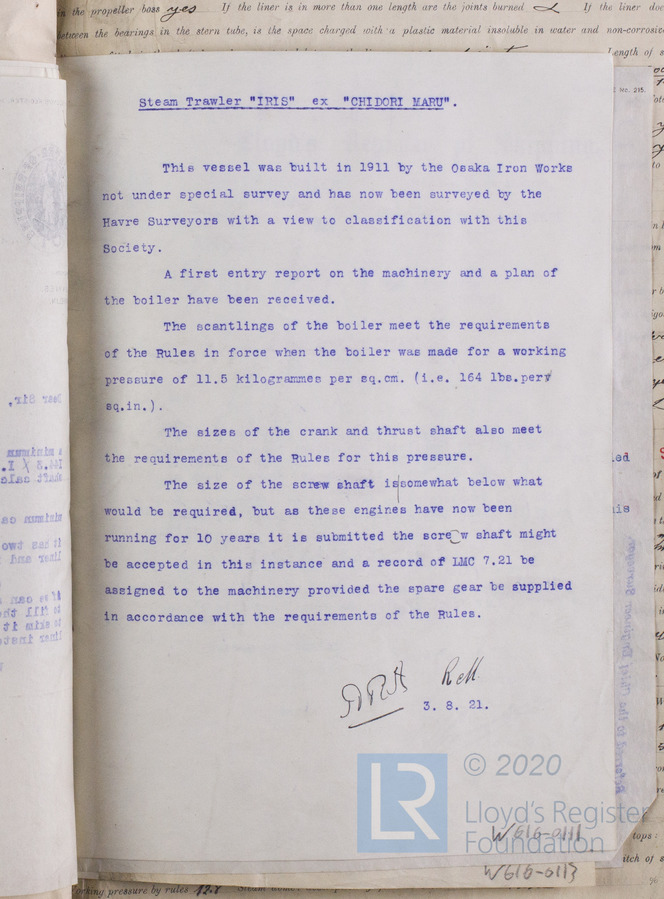 in the propeller boss yes If the liner is in more than one length are the joints burned If the liner doe
between the bearings in the stern tube, is the space charged with a plastic material insoluble in water and non-corrosive
Length of s
Steam Trawler "IRIS" ex "CHIDORI MARU".
This vessel was built in 1911 by the Osaka Iron Works
not under special survey and has now been surveyed by the
Havre Surveyors with a view to classification with this
Society.
A first entry report on the machinery and a plan of
the boiler have been received.
The scantlings of the boiler meet the requirements
of the Rules in force when the boiler was made for a working
pressure of 11.5 kilogrammes per sq.cm. (i.e. 164 lbs.per
sq.in.).
The sizes of the crank and thrust shaft also meet
the requirements of the Rules for this pressure.
The size of the screw shaft is|somewhat below what
would be required, but as these engines have now been
running for 10 years it is submitted the screw shaft might
be accepted in this instance and a record of LMC 7.21 be
assigned to the machinery provided the spare gear be supplied
in accordance with the requirements of the Rules.
3. 8. 21.
LR
© 2020
Lloyd's Register
Foundation
W616-0111
W616-0113
tops:
itch of s
Working pressure by rules 12.8